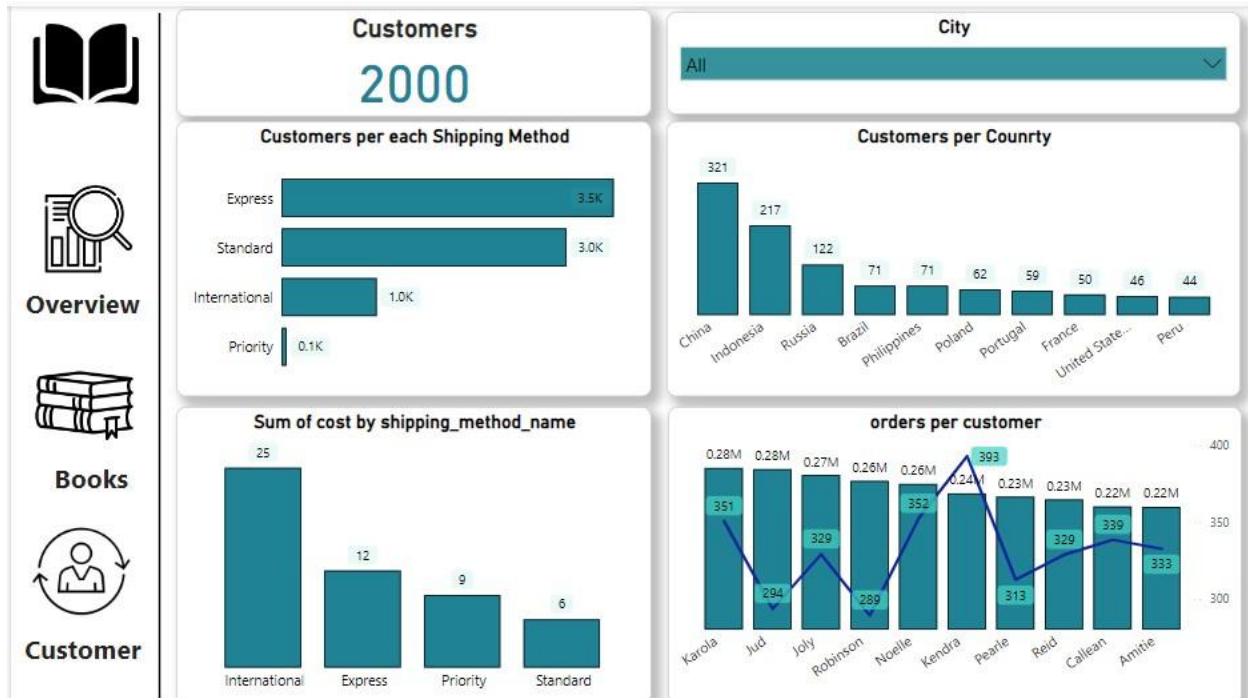 Customers
2000
City
All
Overview
Books
Customer
Customers per each Shipping Method
Express
3.5K
Standard
3.0K
International
1.0K
Priority
0.1K
Customers per Counrty
321
217
122
71
71
62
59
50
46
44
China
Indonesia
Russia
Brazil
Philippines
Poland
Portugal
France
United State...
Peru
Sum of cost by shipping_method_name
25
12
9
6
International
Express
Priority
Standard
orders per customer
0.28M
0.28M
0.27M
0.26M
0.26M
0.24M
0.23M
0.23M
0.22M
0.22M
351
294
329
289
352
393
313
329
339
333
400
350
300
Karola
Jud
Joly
Robinson
Noelle
Kendra
Pearle
Reid
Callean
Amitie